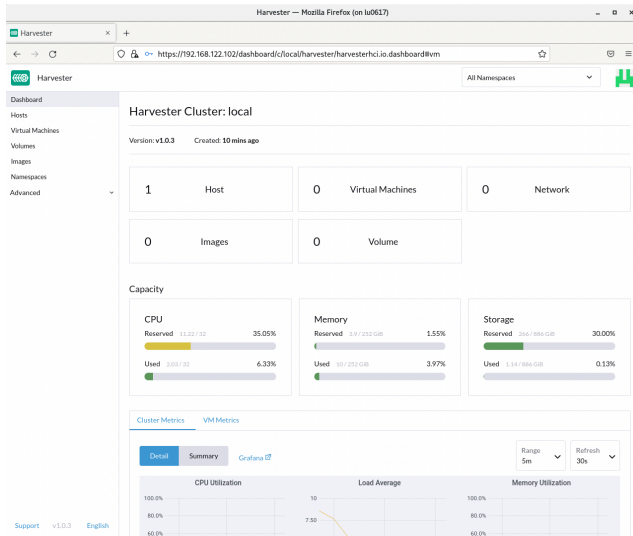 Harvester — Mozilla Firefox (on lu0617)
Harvester
https://192.168.122.102/dashboard/c/local/harvester/harvesterhci.io.dashboard#vm
Harvester
All Namespaces
Dashboard
Hosts
Virtual Machines
Volumes
Images
Namespaces
Advanced
Harvester Cluster: local
Version: v1.0.3 Created: 10 mins ago
1 Host
0 Virtual Machines
0 Network
0 Images
0 Volume
Capacity
CPU
Reserved 11.22 / 32 35.05%
Used 2.03 / 32 6.33%
Memory
Reserved 3.9 / 252 GiB 1.55%
Used 10 / 252 GiB 3.97%
Storage
Reserved 266 / 886 GiB 30.00%
Used 1.14 / 886 GiB 0.13%
Cluster Metrics VM Metrics
Detail Summary Grafana
Range
5m
Refresh
30s
CPU Utilization
100.0%
80.0%
60.0%
Load Average
10
7.50
Memory Utilization
100.0%
80.0%
60.0%
Support v1.0.3 English